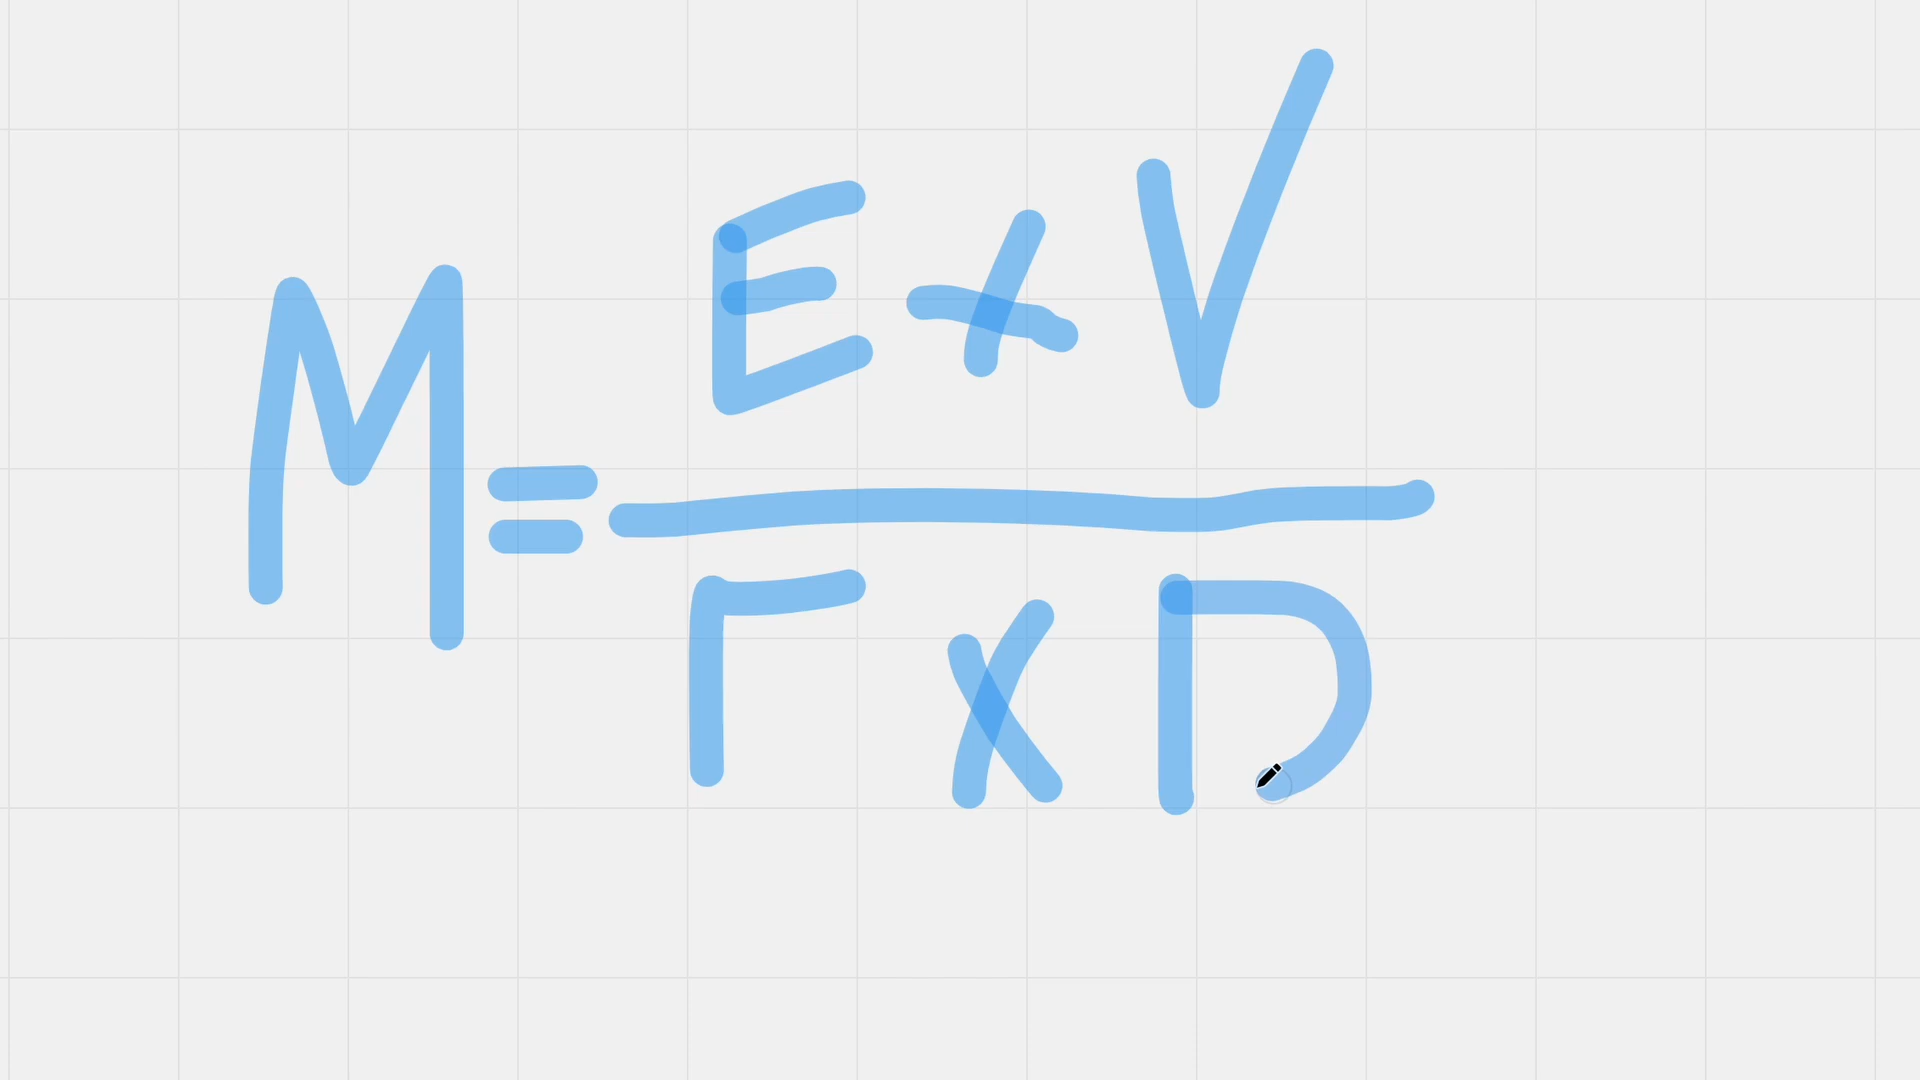 M = E + V
Γ x D